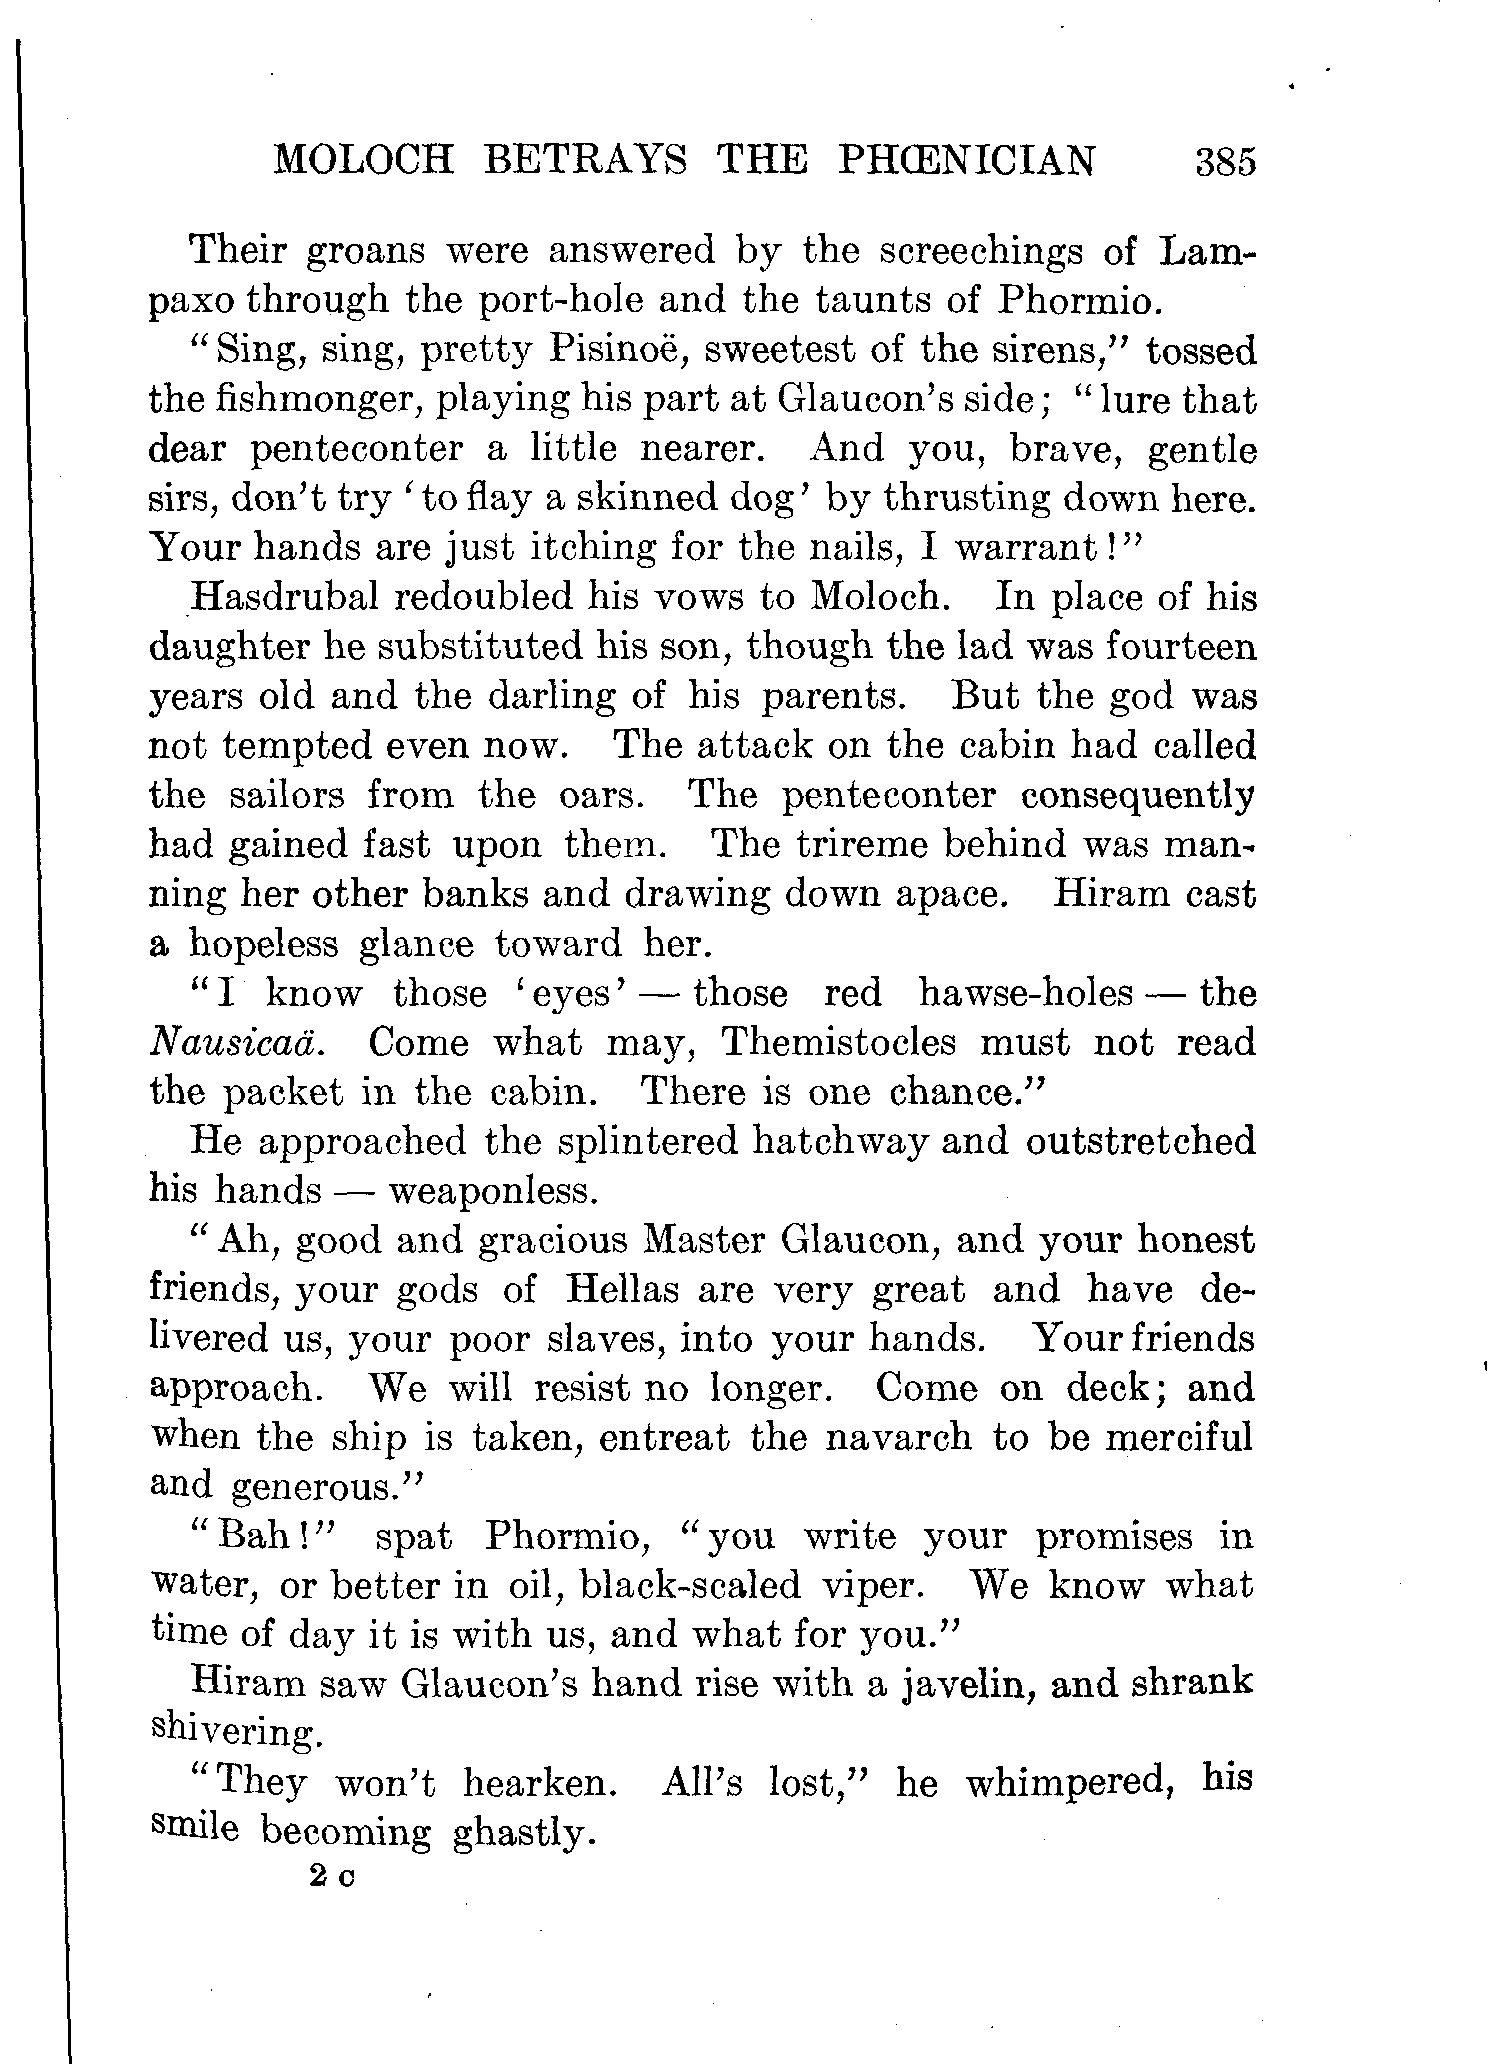 MOLOCH BETRAYS THE PHŒNICIAN 385
Their groans were answered by the screechings of Lam-
paxo through the port-hole and the taunts of Phormio.
"Sing, sing, pretty Pisinoë, sweetest of the sirens," tossed
the fishmonger, playing his part at Glaucon's side; "lure that
dear penteconter a little nearer. And you, brave, gentle
sirs, don't try 'to flay a skinned dog' by thrusting down here.
Your hands are just itching for the nails, I warrant!"
Hasdrubal redoubled his vows to Moloch. In place of his
daughter he substituted his son, though the lad was fourteen
years old and the darling of his parents. But the god was
not tempted even now. The attack on the cabin had called
the sailors from the oars. The penteconter consequently
had gained fast upon them. The trireme behind was man-
ning her other banks and drawing down apace. Hiram cast
a hopeless glance toward her.
"I know those 'eyes' — those red hawse-holes — the
Nausicaä. Come what may, Themistocles must not read
the packet in the cabin. There is one chance."
He approached the splintered hatchway and outstretched
his hands — weaponless.
"Ah, good and gracious Master Glaucon, and your honest
friends, your gods of Hellas are very great and have de-
livered us, your poor slaves, into your hands. Your friends
approach. We will resist no longer. Come on deck; and
when the ship is taken, entreat the navarch to be merciful
and generous."
"Bah!" spat Phormio, "you write your promises in
water, or better in oil, black-scaled viper. We know what
time of day it is with us, and what for you."
Hiram saw Glaucon's hand rise with a javelin, and shrank
shivering.
"They won't hearken. All's lost," he whimpered, his
smile becoming ghastly.
2 C